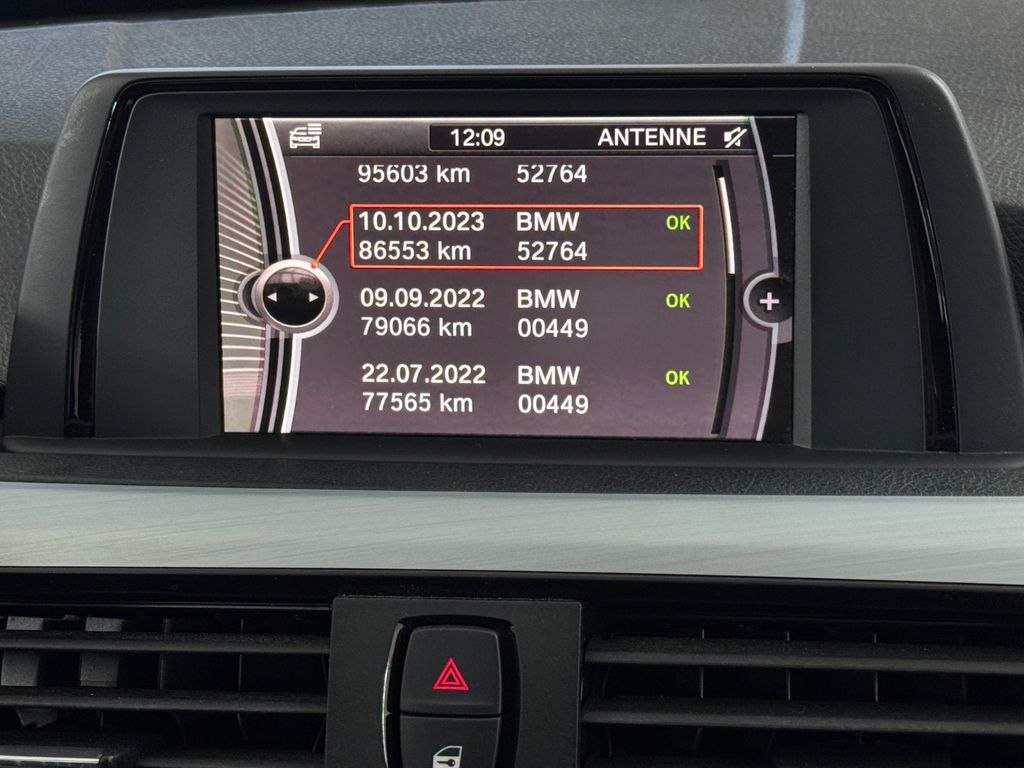 12:09 ANTENNE
95603 km 52764
10.10.2023 BMW OK
86553 km 52764
09.09.2022 BMW OK
79066 km 00449
22.07.2022 BMW OK
77565 km 00449